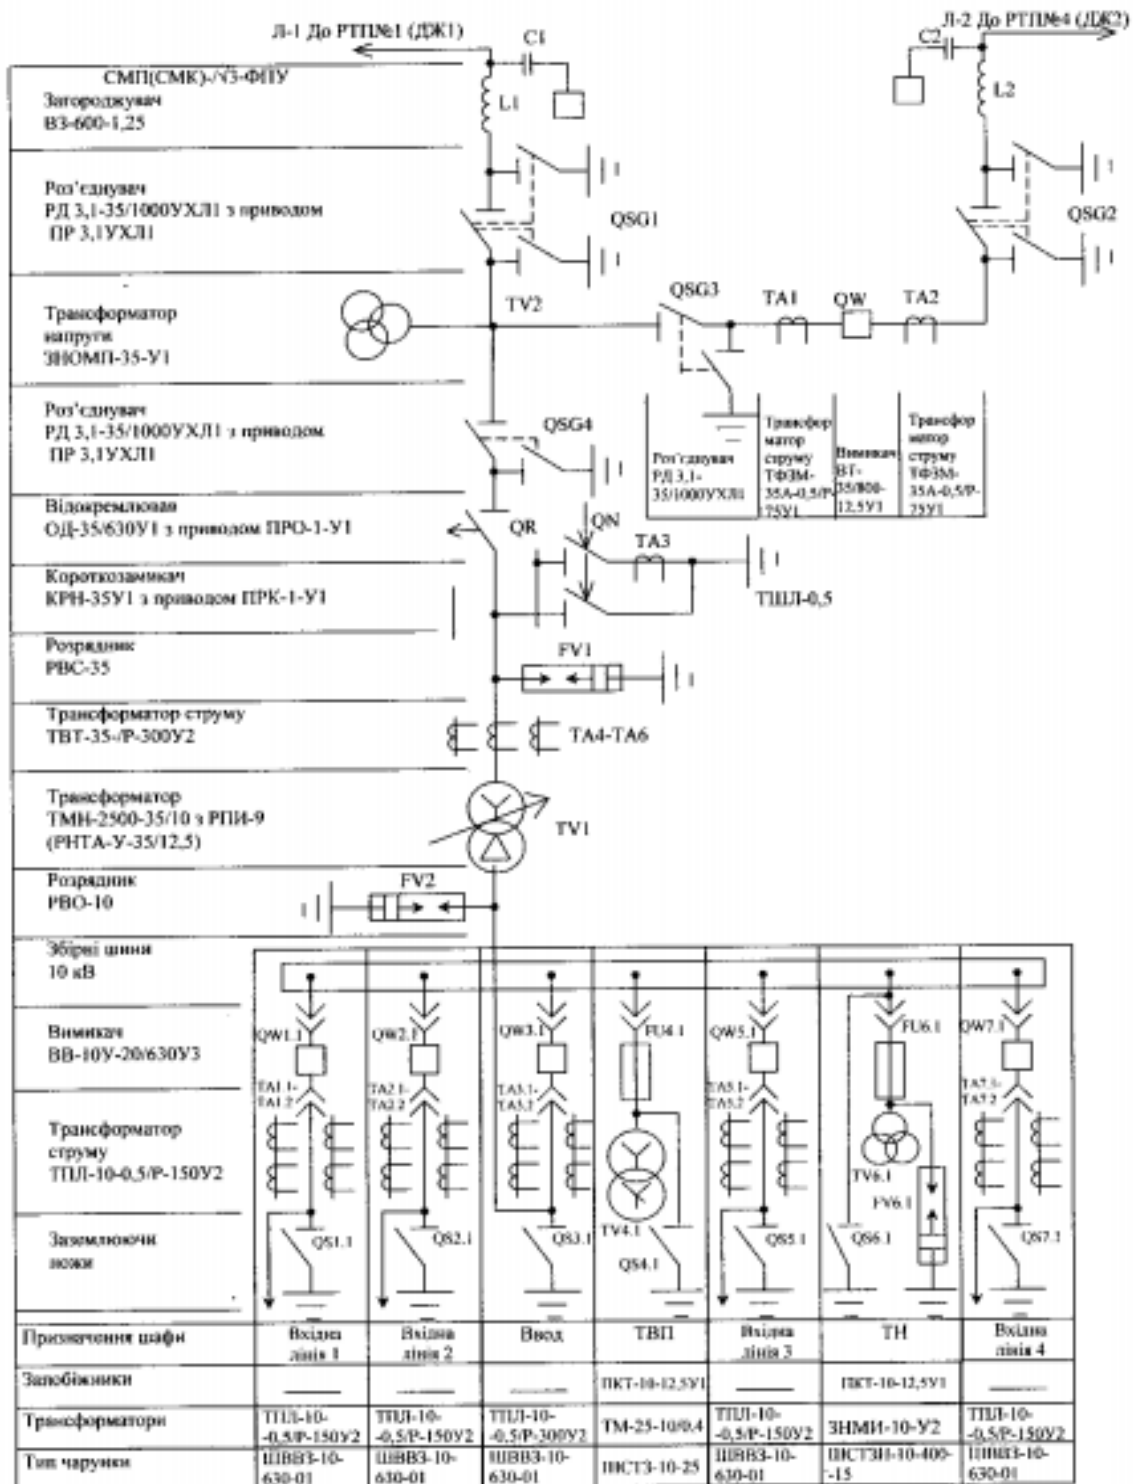 Л-1 До РТП№1 (ДЖ1)
Л-2 До РТП№4 (ДЖ2)
C1
C2
СМП(СМК)-/√3-ФПУ
Загороджувач
ВЗ-600-1,25
L1
L2
Роз'єднувач
РД 3,1-35/1000УХЛ1 з приводом
ПР 3,1УХЛ1
QSG1
QSG2
Трансформатор
напруги
ЗНОМП-35-У1
TV2
QSG3
TA1
QW
TA2
Роз'єднувач
РД 3,1-35/1000УХЛ1 з приводом
ПР 3,1УХЛ1
QSG4
Роз'єднувач
РД 3,1-
35/1000УХЛ1
Трансфор
матор
струму
ТФЗМ-
35А-0,5/Р-
75У1
Вимикач
ВТ-
35/800-
12,5У1
Трансфор
матор
струму
ТФЗМ-
35А-0,5/Р-
75У1
Відокремлювач
ОД-35/630У1 з приводом ПРО-1-У1
QR
QN
TA3
Короткозамикач
КРН-35У1 з приводом ПРК-1-У1
ТШЛ-0,5
Розрядник
РВС-35
FV1
Трансформатор струму
ТВТ-35-/Р-300У2
TA4-TA6
Трансформатор
ТМН-2500-35/10 з РПИ-9
(РНТА-У-35/12,5)
TV1
Розрядник
РВО-10
FV2
Збірні шини
10 кВ
Вимикач
ВВ-10У-20/630У3
QW1.1
QW2.1
QW3.1
FU4.1
QW5.1
FU6.1
QW7.1
TA1.1-
TA1.2
TA2.1-
TA2.2
TA3.1-
TA3.2
TA5.1-
TA5.2
TA7.1-
TA7.2
Трансформатор
струму
ТПЛ-10-0,5/Р-150У2
TV6.1
FV6.1
TV4.1
Заземлюючи
ножи
QS1.1
QS2.1
QS3.1
QS4.1
QS5.1
QS6.1
QS7.1
Призначення шафи
Вхідна
лінія 1
Вхідна
лінія 2
Ввод
ТВП
Вхідна
лінія 3
ТН
Вхідна
лінія 4
Запобіжники
ПКТ-10-12,5У1
ПКТ-10-12,5У1
Трансформатори
ТПЛ-10-
-0,5/Р-150У2
ТПЛ-10-
-0,5/Р-150У2
ТПЛ-10-
-0,5/Р-300У2
ТМ-25-10/0.4
ТПЛ-10-
-0,5/Р-150У2
ЗНМИ-10-У2
ТПЛ-10-
-0,5/Р-150У2
Тип чарунки
ШВВЗ-10-
630-01
ШВВЗ-10-
630-01
ШВВЗ-10-
630-01
ШСТЗ-10-25
ШВВЗ-10-
630-01
ШСТЗН-10-400-
-15
ШВВЗ-10-
630-01